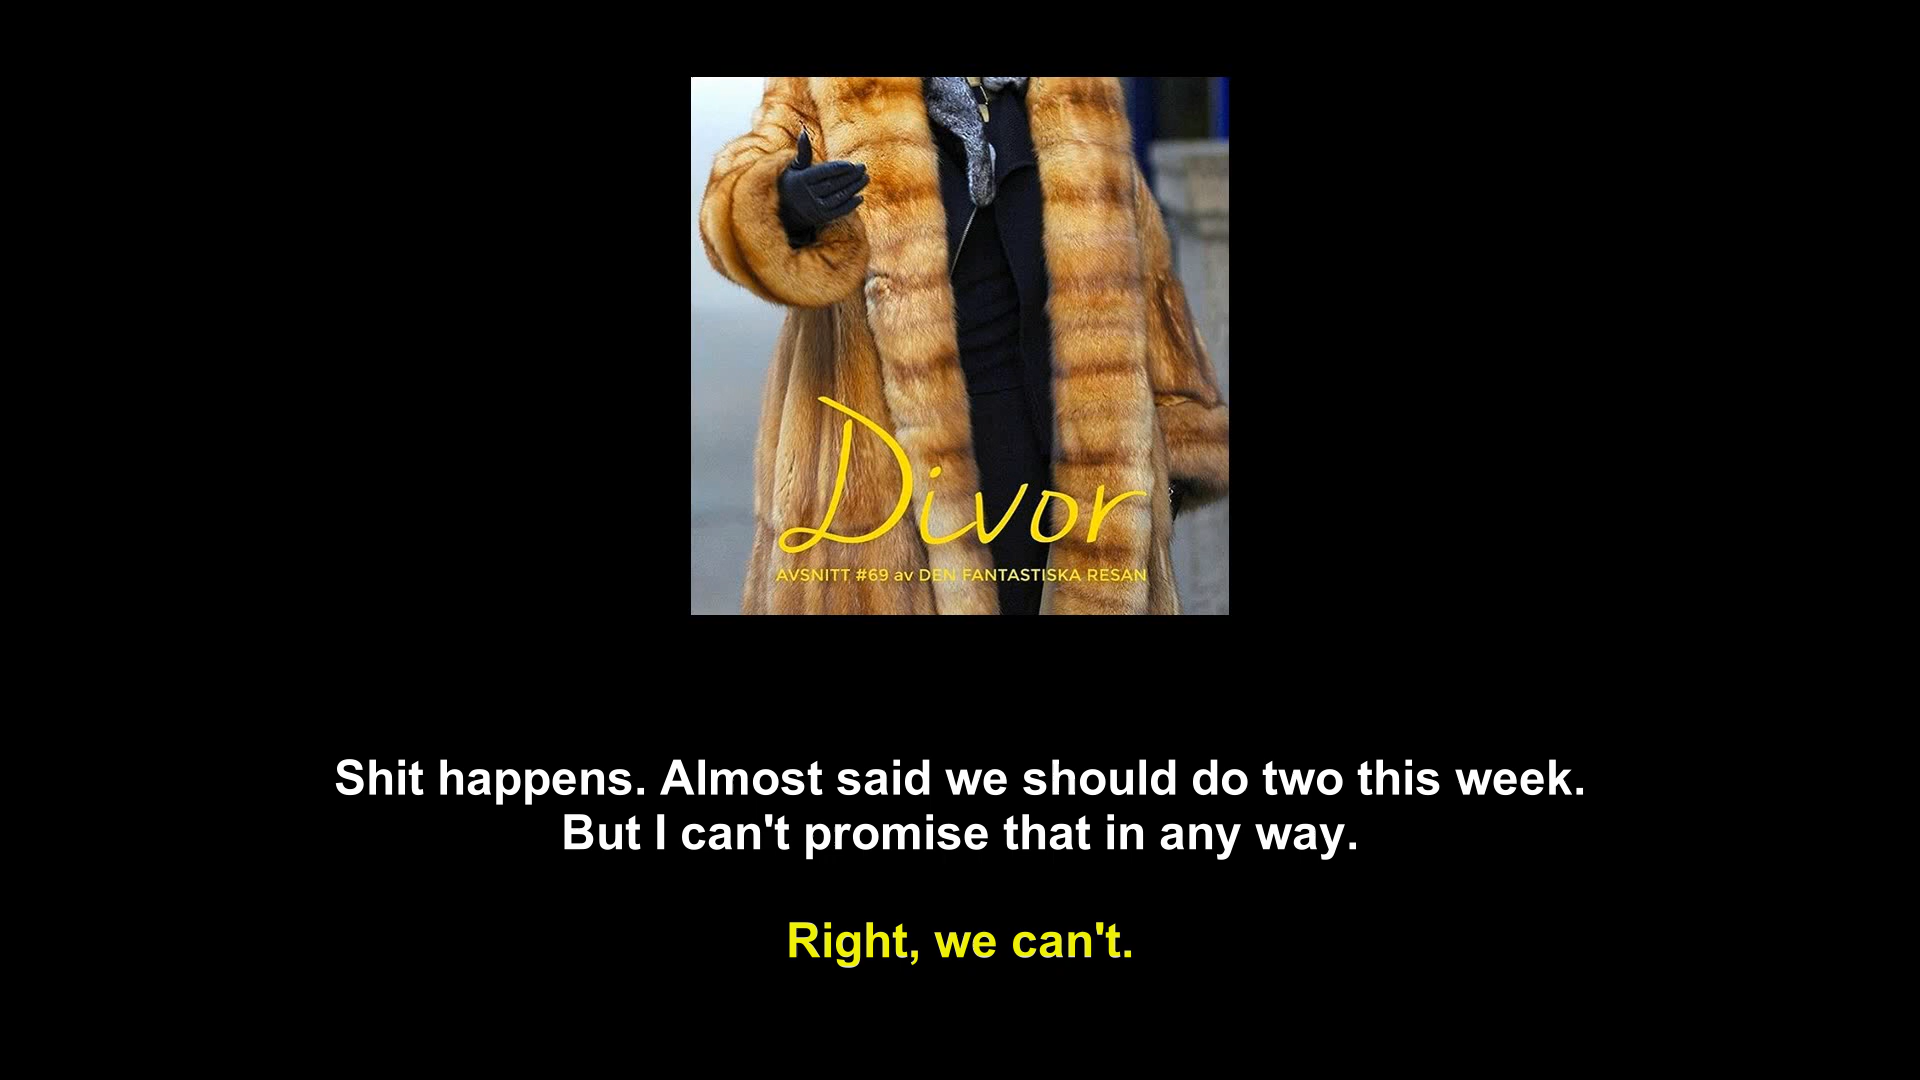 Divor
AVSNITT #69 av DEN FANTASTISKA RESAN
Shit happens. Almost said we should do two this week.
But I can't promise that in any way.
Right, we can't.